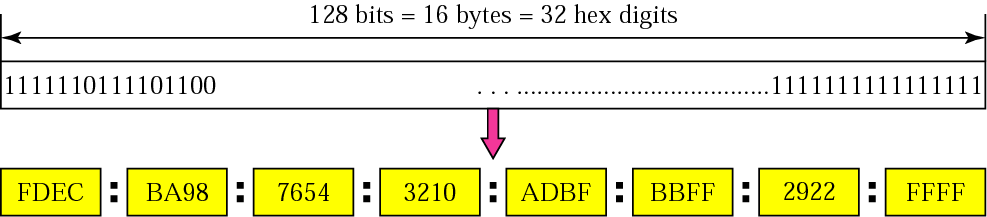 128 bits = 16 bytes = 32 hex digits
1111110111101100 . . . ...................................... 1111111111111111
FDEC : BA98 : 7654 : 3210 : ADBF : BBFF : 2922 : FFFF